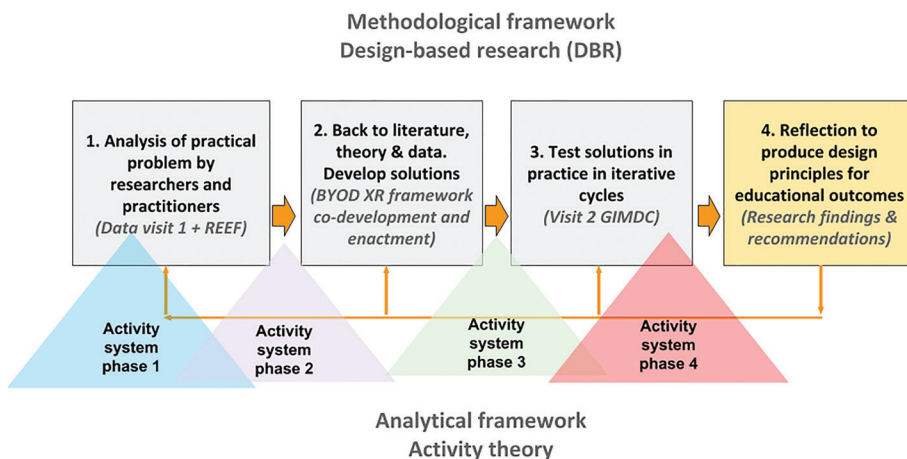 Methodological framework
Design-based research (DBR)
1. Analysis of practical
problem by
researchers and
practitioners
(Data visit 1 + REEF)
2. Back to literature,
theory & data.
Develop solutions
(BYOD XR framework
co-development and
enactment)
3. Test solutions in
practice in iterative
cycles
(Visit 2 GIMDC)
4. Reflection to
produce design
principles for
educational outcomes
(Research findings &
recommendations)
Activity
system
phase 1
Activity
system
phase 2
Activity
system
phase 3
Activity
system
phase 4
Analytical framework
Activity theory